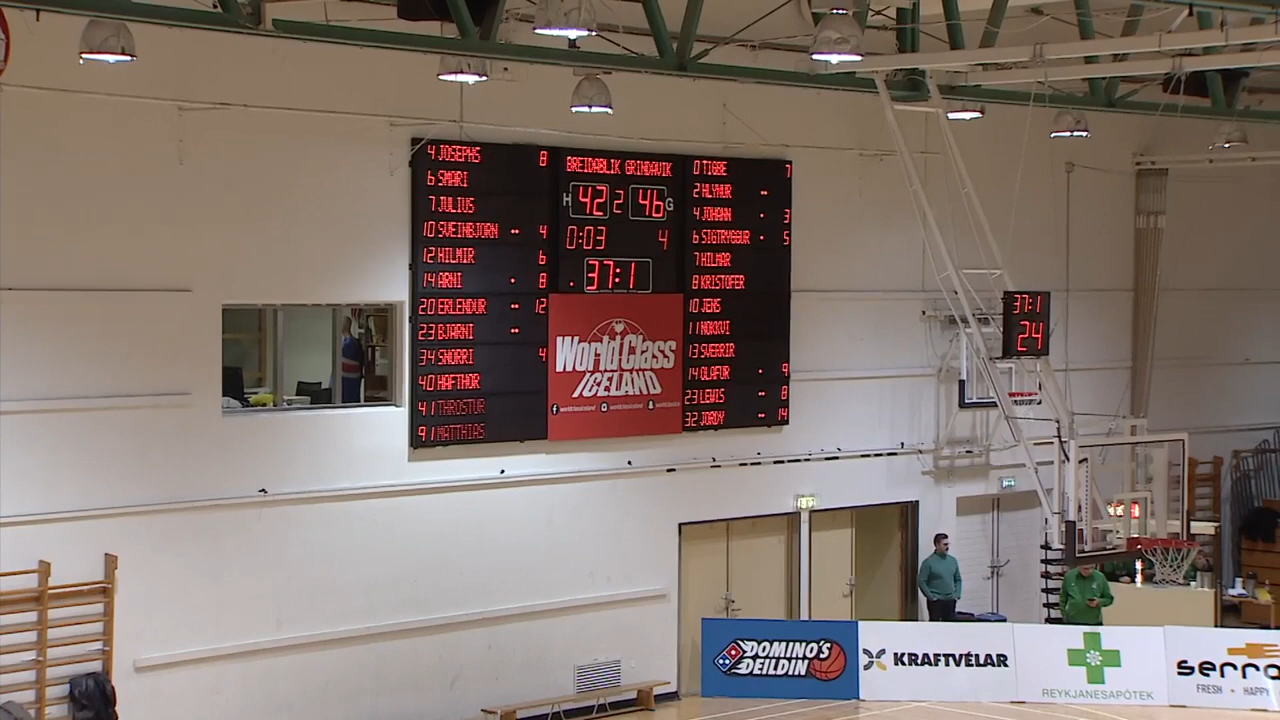 4 JOSEPHS 8
6 SMARI
7 JULIUS
10 SVEINBJORN •• 4
12 HILMIR 6
14 ARNI • 8
20 ERLENDUR •• 12
23 BJARNI ••
34 SNORRI 4
40 HAFTHOR
41 THROSTUR
91 MATTHIAS
BREIDABLIK GRINDAVIK
H 42 2 46 G
0:03 4
. 37:1
World Class
ICELAND
0 TIGRE 7
2 HLYNUR ••
4 JOHANN • 3
6 SIGTRYGGUR • 5
7 HILMAR
8 KRISTOFER
10 JENS
11 NOKKVI
13 SVERRIR
14 OLAFUR • 9
23 LEWIS •• 8
32 JORDY •• 14
37:1
24
DOMINO'S
DEILDIN
KRAFTVÉLAR
REYKJANESAPÓTEK
serra
FRESH • HAPPY